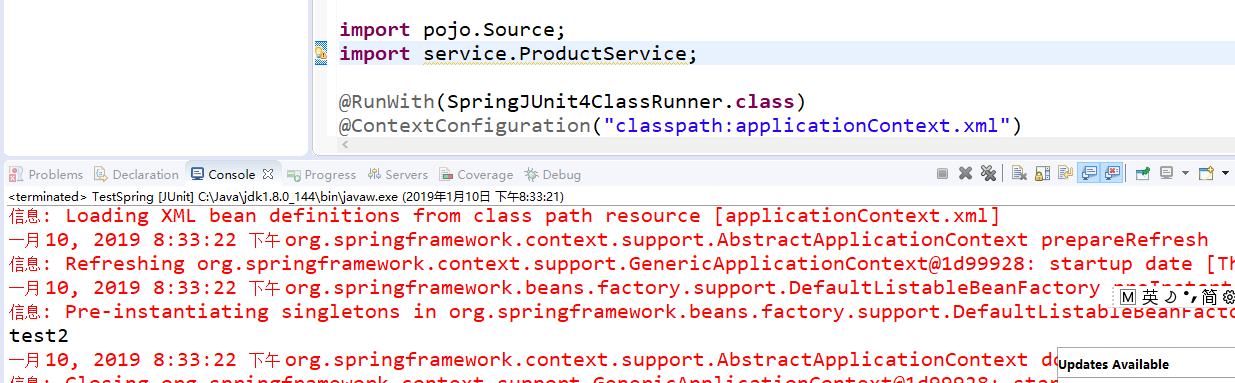 import pojo.Source;
import service.ProductService;
@RunWith(SpringJUnit4ClassRunner.class)
@ContextConfiguration("classpath:applicationContext.xml")
Problems Declaration Console Progress Servers Coverage Debug
<terminated> TestSpring [JUnit] C:\Java\jdk1.8.0_144\bin\javaw.exe (2019年1月10日 下午8:33:21)
信息: Loading XML bean definitions from class path resource [applicationContext.xml]
一月 10, 2019 8:33:22 下午 org.springframework.context.support.AbstractApplicationContext prepareRefresh
信息: Refreshing org.springframework.context.support.GenericApplicationContext@1d99928: startup date [Th
一月 10, 2019 8:33:22 下午 org.springframework.beans.factory.support.DefaultListableBeanFactory
M 英 简
信息: Pre-instantiating singletons in org.springframework.beans.factory.support.DefaultListableBeanFacto
test2
一月 10, 2019 8:33:22 下午 org.springframework.context.support.AbstractApplicationContext do
Updates Available
信息: Closing org.springframework.context.support.GenericApplicationContext@1d99928: star